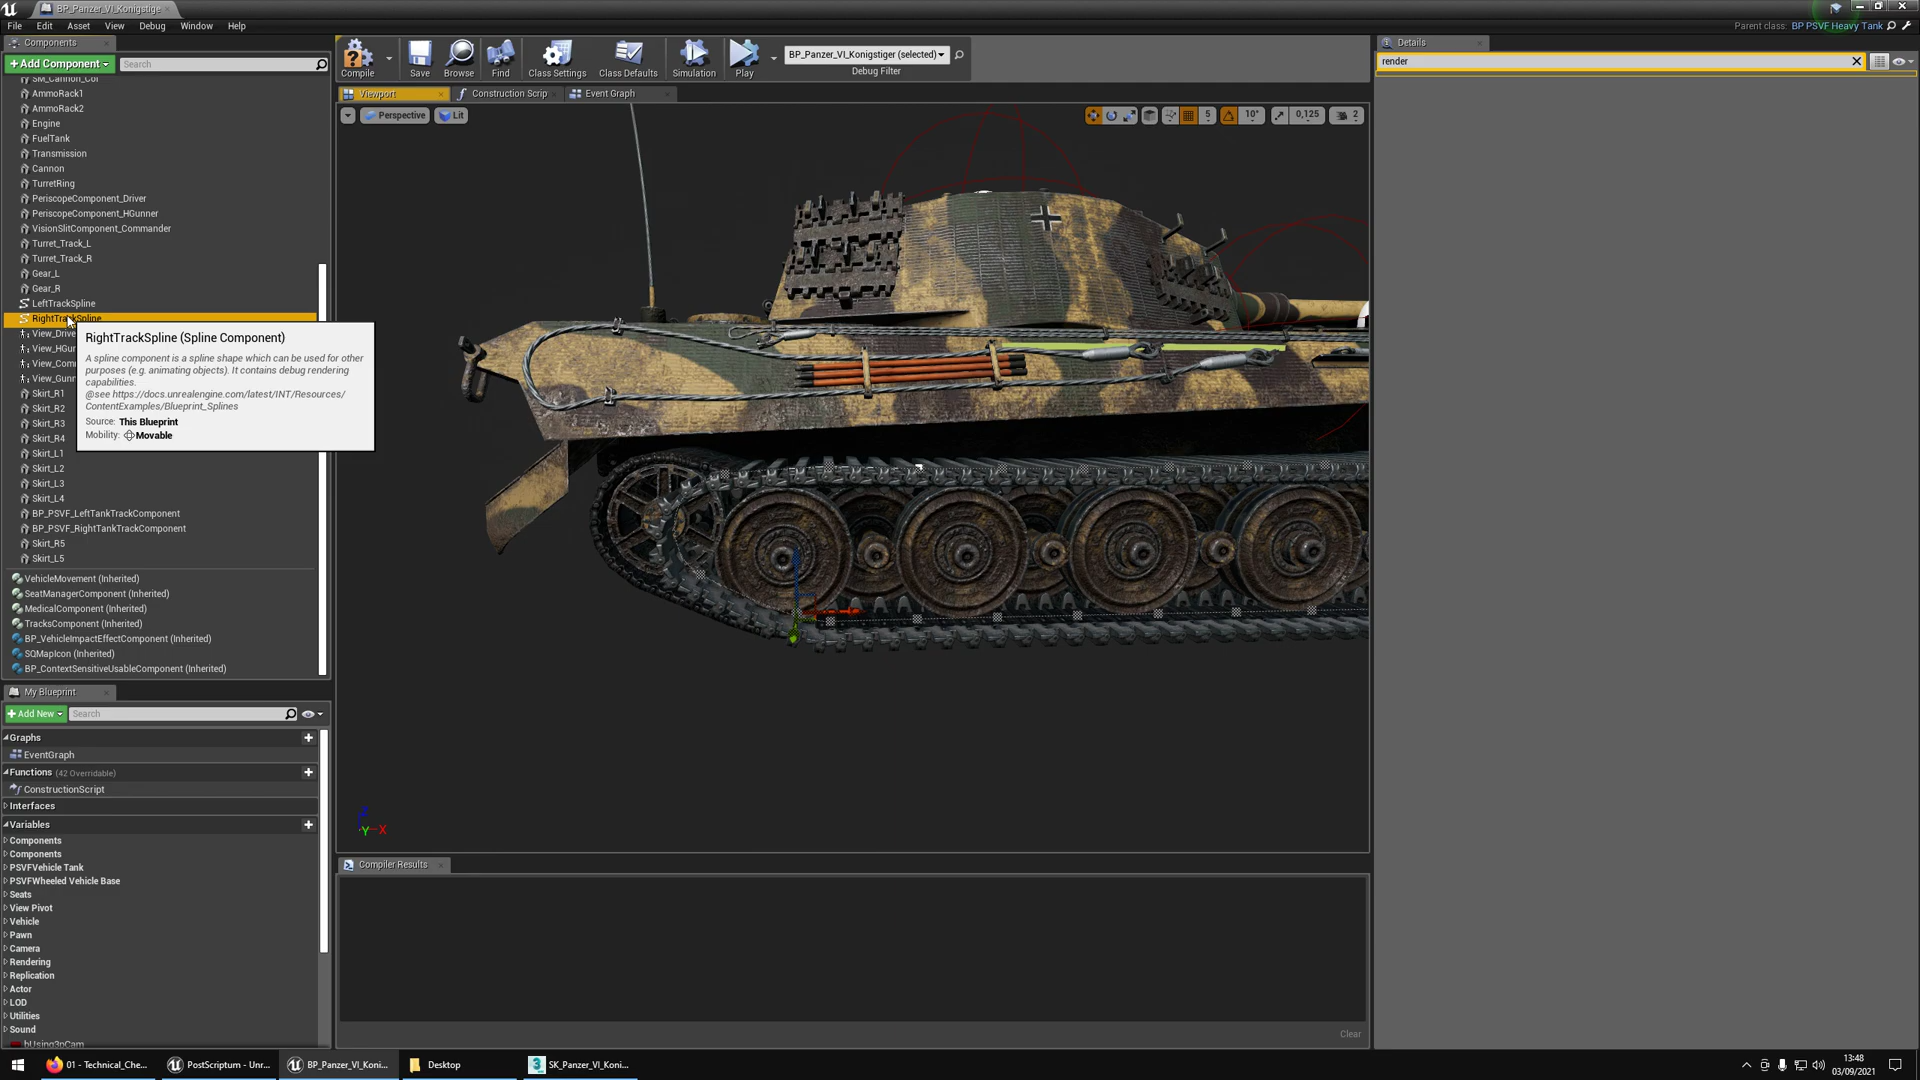 BP_Panzer_VI_Konigstige
File Edit Asset View Debug Window Help
Parent class: BP PSVF Heavy Tank
Components
+Add Component
Search
SM_Cannon_Col
AmmoRack1
AmmoRack2
Engine
FuelTank
Transmission
Cannon
TurretRing
PeriscopeComponent_Driver
PeriscopeComponent_HGunner
VisionSlitComponent_Commander
Turret_Track_L
Turret_Track_R
Gear_L
Gear_R
LeftTrackSpline
RightTrackSpline
View_Drive
View_HGun
View_Com
View_Gunn
Skirt_R1
Skirt_R2
Skirt_R3
Skirt_R4
Skirt_L1
Skirt_L2
Skirt_L3
Skirt_L4
BP_PSVF_LeftTankTrackComponent
BP_PSVF_RightTankTrackComponent
Skirt_R5
Skirt_L5
VehicleMovement (Inherited)
SeatManagerComponent (Inherited)
MedicalComponent (Inherited)
TracksComponent (Inherited)
BP_VehicleImpactEffectComponent (Inherited)
SQMapIcon (Inherited)
BP_ContextSensitiveUsableComponent (Inherited)
RightTrackSpline (Spline Component)
A spline component is a spline shape which can be used for other
purposes (e.g. animating objects). It contains debug rendering
capabilities.
@see https://docs.unrealengine.com/latest/INT/Resources/
ContentExamples/Blueprint_Splines
Source: This Blueprint
Mobility: Movable
My Blueprint
+Add New
Search
Graphs
EventGraph
Functions (42 Overridable)
ConstructionScript
Interfaces
Variables
Components
Components
PSVFVehicle Tank
PSVFWheeled Vehicle Base
Seats
View Pivot
Vehicle
Pawn
Camera
Rendering
Replication
Actor
LOD
Utilities
Sound
bUsing3pCam
Compile
Save
Browse
Find
Class Settings
Class Defaults
Simulation
Play
BP_Panzer_VI_Konigstiger (selected)
Debug Filter
Viewport
Construction Scrip
Event Graph
Perspective
Lit
5
10°
0,125
2
Z
Y X
Compiler Results
Clear
Details
render
01 - Technical_Che...
PostScriptum - Unr...
BP_Panzer_VI_Koni...
Desktop
SK_Panzer_VI_Koni...
13:48
03/09/2021